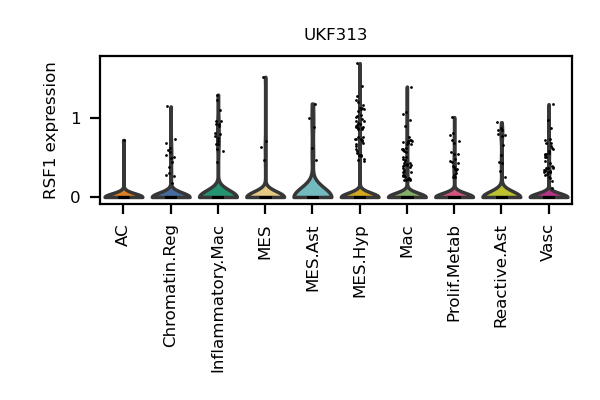 UKF313
RSF1 expression
1
0
AC
Chromatin.Reg
Inflammatory.Mac
MES
MES.Ast
MES.Hyp
Mac
Prolif.Metab
Reactive.Ast
Vasc